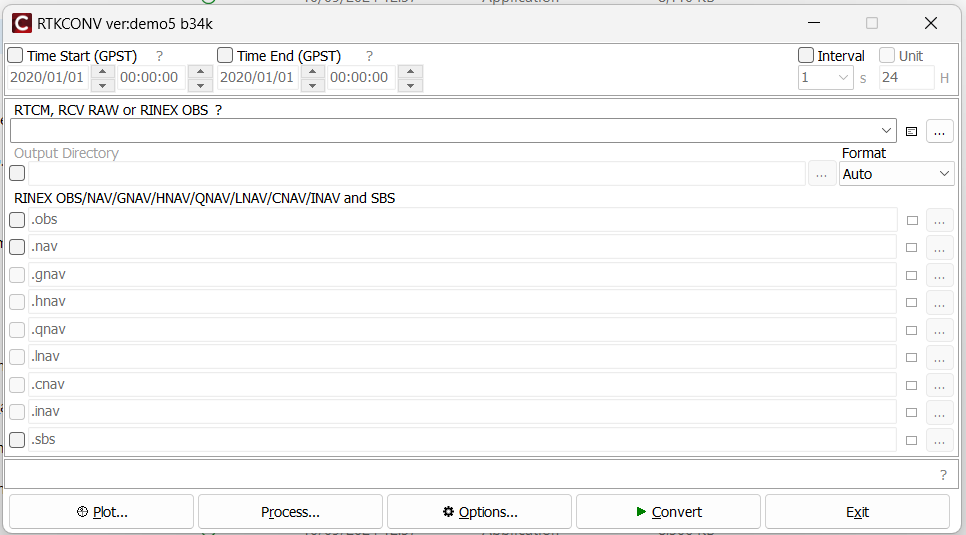 RTKCONV ver:demo5 b34k
Time Start (GPST) ? Time End (GPST) ? Interval Unit
2020/01/01 00:00:00 2020/01/01 00:00:00 1 s 24 H
RTCM, RCV RAW or RINEX OBS ?
...
Output Directory Format
... Auto
RINEX OBS/NAV/GNAV/HNAV/QNAV/LNAV/CNAV/INAV and SBS
.obs ...
.nav ...
.gnav ...
.hnav ...
.qnav ...
.lnav ...
.cnav ...
.inav ...
.sbs ...
?
Plot... Process... Options... Convert Exit